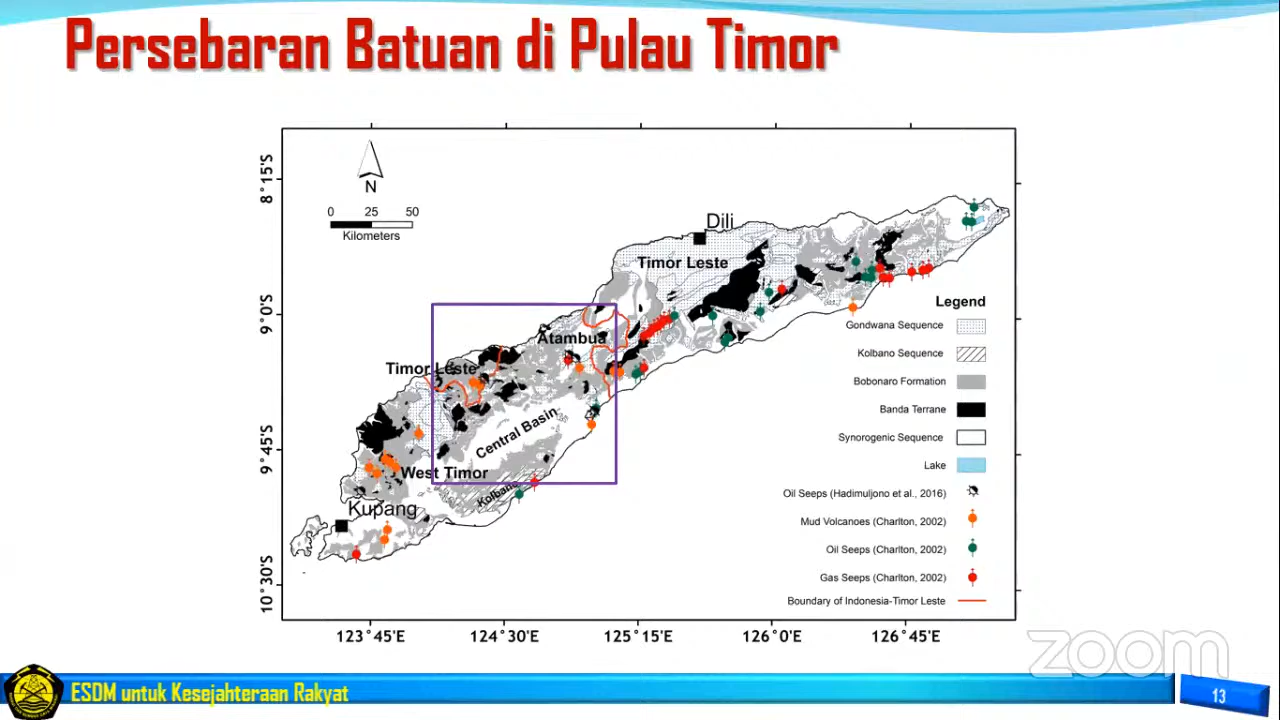 Persebaran Batuan di Pulau Timor
8°15'S
9°0'S
9°45'S
10°30'S
N
0 25 50
Kilometers
Dili
Timor Leste
Atambua
Timor Leste
Central Basin
West Timor
Kolbano
Kupang
Legend
Gondwana Sequence
Kolbano Sequence
Bobonaro Formation
Banda Terrane
Synorogenic Sequence
Lake
Oil Seeps (Hadimuljono et al., 2016)
Mud Volcanoes (Charlton, 2002)
Oil Seeps (Charlton, 2002)
Gas Seeps (Charlton, 2002)
Boundary of Indonesia-Timor Leste
123°45'E 124°30'E 125°15'E 126°0'E 126°45'E
zoom
ESDM untuk Kesejahteraan Rakyat
13